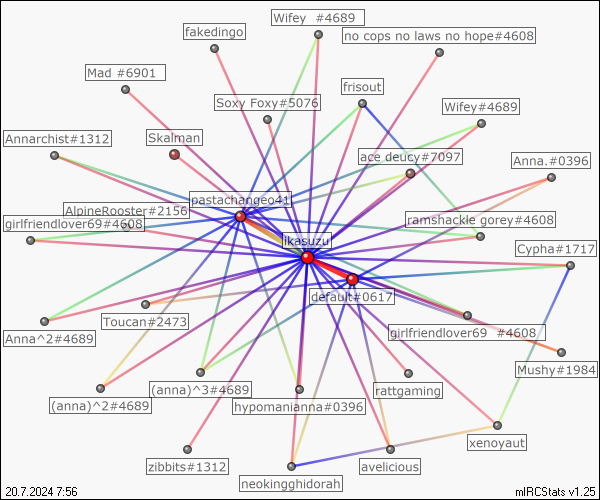 Wifey  #4689
fakedingo
no cops no laws no hope#4608
Mad #6901
frisout
Soxy Foxy#5076
Wifey#4689
Annarchist#1312
Skalman
ace deucy#7097
Anna.#0396
pastachangeo41
AlpineRooster#2156
girlfriendlover69#4608
ramshackle gorey#4608
ikasuzu
Cypha#1717
default#0617
Toucan#2473
Anna^2#4689
girlfriendlover69  #4608
Mushy#1984
(anna)^3#4689
rattgaming
(anna)^2#4689
hypomanianna#0396
xenoyaut
zibbits#1312
avelicious
neokingghidorah
20.7.2024 7:56
mIRCStats v1.25